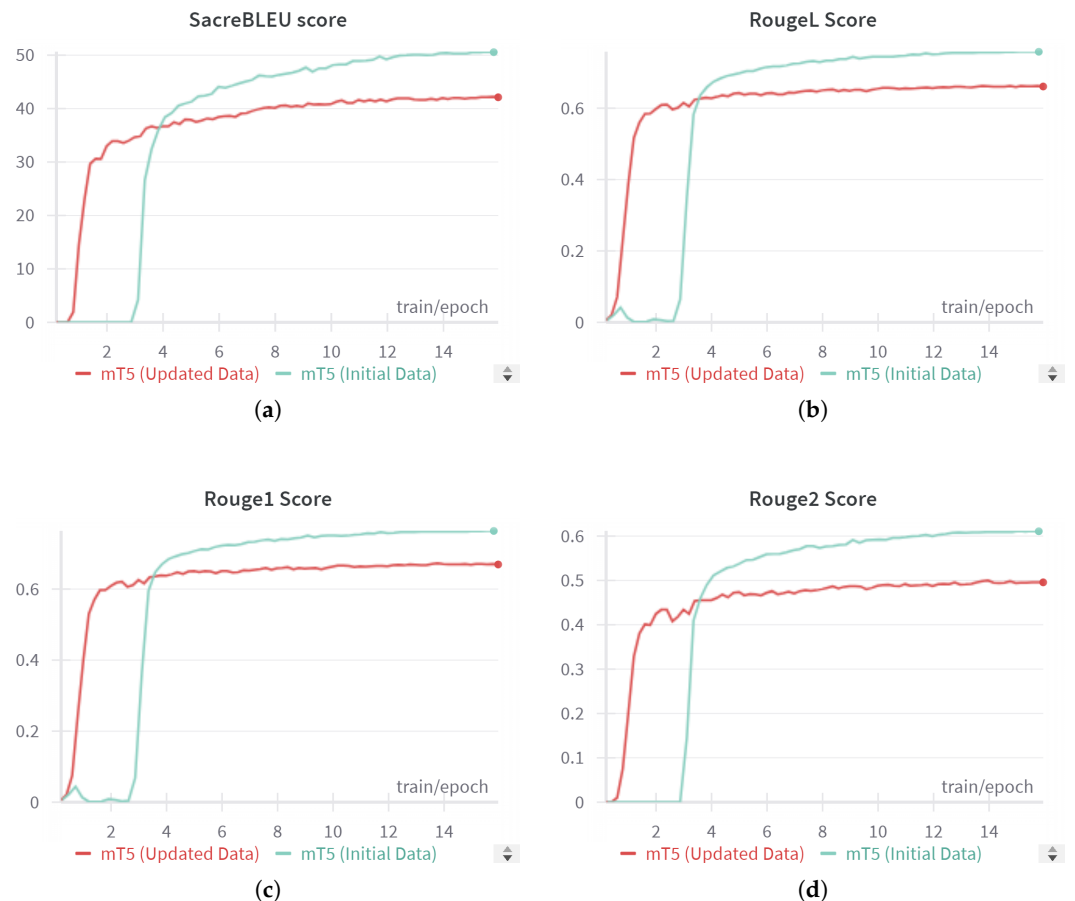 SacreBLEU score
50
40
30
20
10
0
train/epoch
2 4 6 8 10 12 14
mT5 (Updated Data) mT5 (Initial Data)
(a)
RougeL Score
0.6
0.4
0.2
0
train/epoch
2 4 6 8 10 12 14
mT5 (Updated Data) mT5 (Initial Data)
(b)
Rouge1 Score
0.6
0.4
0.2
0
train/epoch
2 4 6 8 10 12 14
mT5 (Updated Data) mT5 (Initial Data)
(c)
Rouge2 Score
0.6
0.5
0.4
0.3
0.2
0.1
0
train/epoch
2 4 6 8 10 12 14
mT5 (Updated Data) mT5 (Initial Data)
(d)